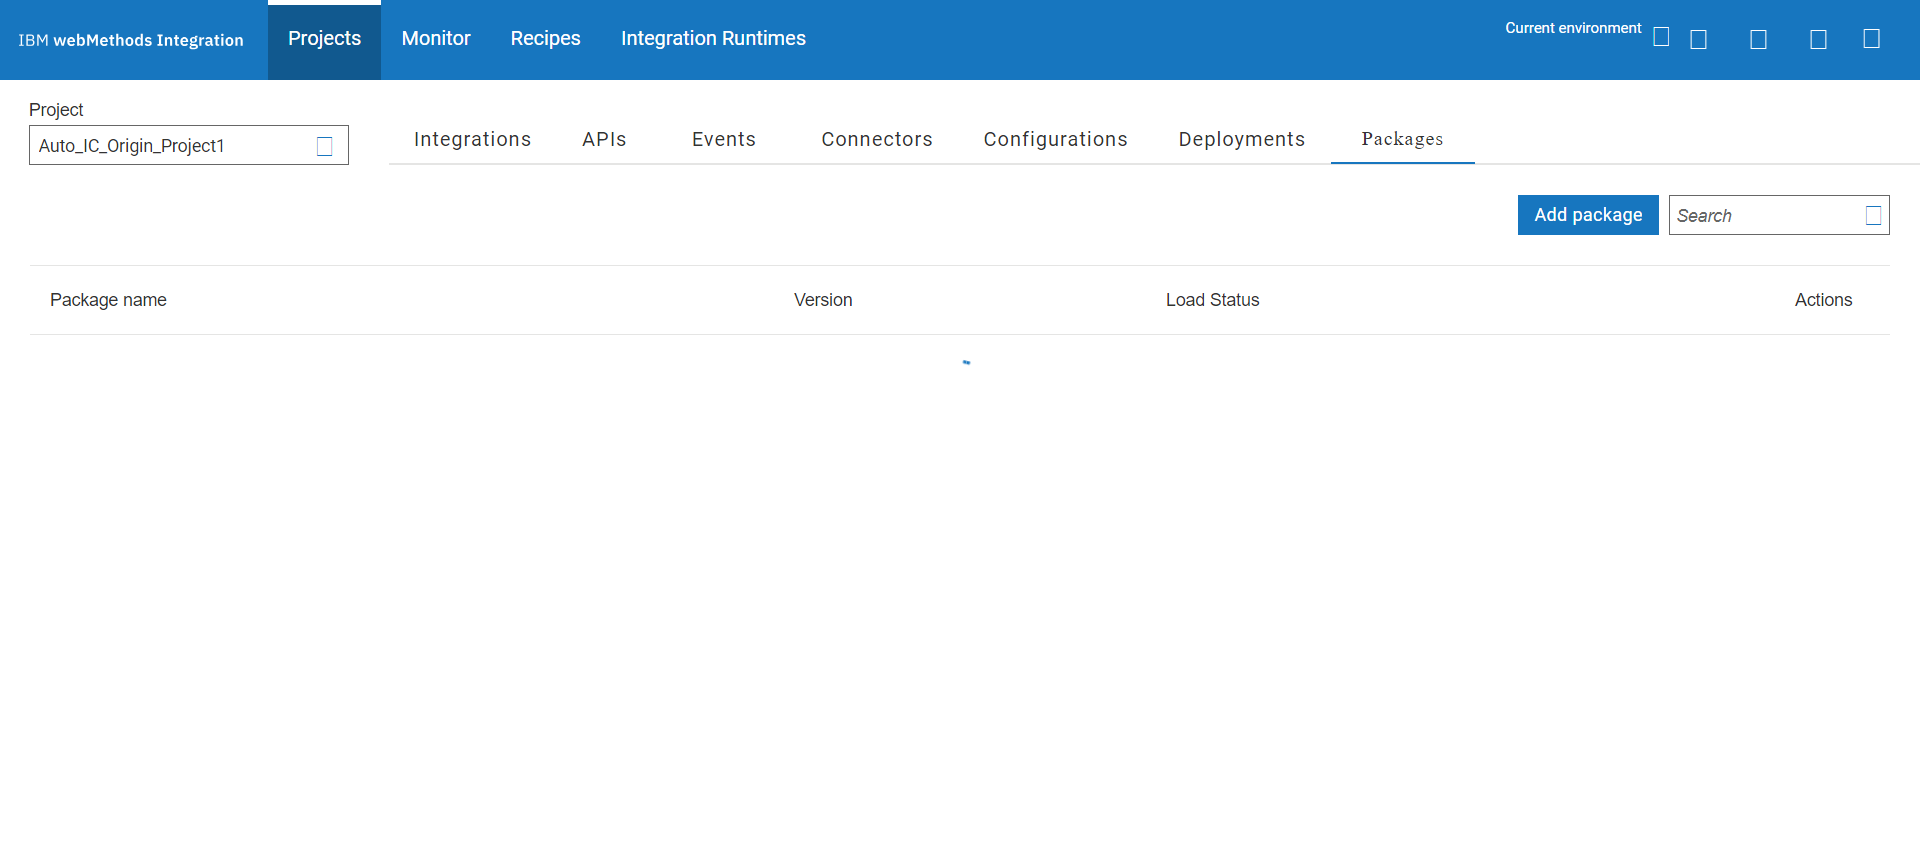 IBM webMethods Integration
Projects
Monitor
Recipes
Integration Runtimes
Current environment
Project
Auto_IC_Origin_Project1
Integrations
APIs
Events
Connectors
Configurations
Deployments
Packages
Add package
Search
Package name
Version
Load Status
Actions